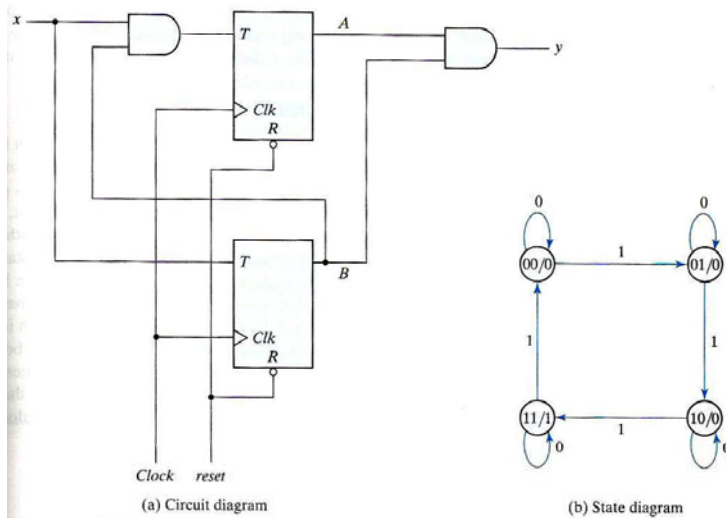 x
T
A
y
Clk
R
T
B
Clk
R
Clock reset
(a) Circuit diagram
0 0
00/0 1 01/0
1 1
11/1 1 10/0
0 0
(b) State diagram